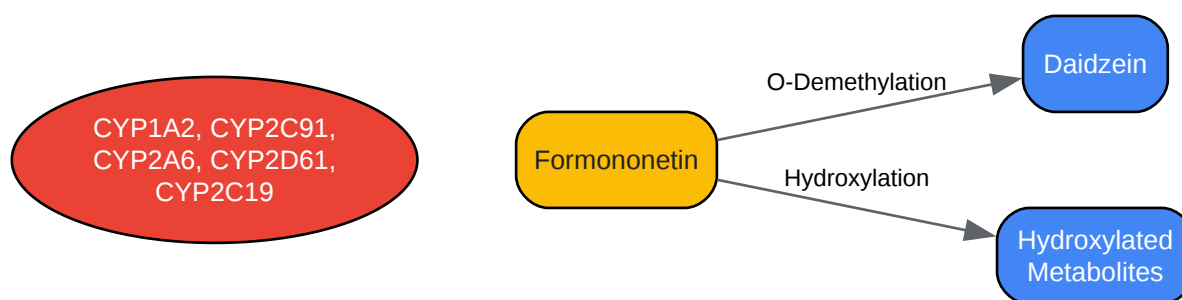 CYP1A2, CYP2C91,
CYP2A6, CYP2D61,
CYP2C19
Formononetin
O-Demethylation
Daidzein
Hydroxylation
Hydroxylated
Metabolites